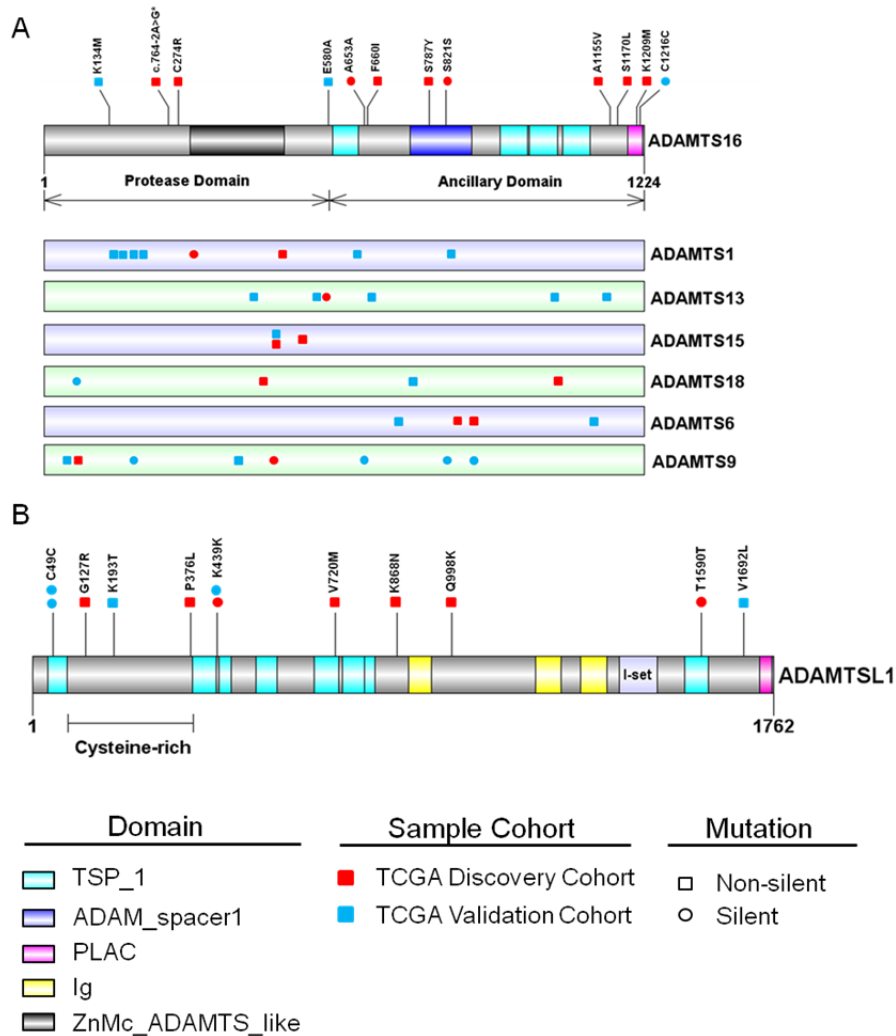 A
K134M
c.764-2A>G*
C274R
E580A
A653A
F660I
S787Y
S821S
A1155V
S1170L
K1209M
C1216C
ADAMTS16
1
Protease Domain
Ancillary Domain
1224
ADAMTS1
ADAMTS13
ADAMTS15
ADAMTS18
ADAMTS6
ADAMTS9
B
C49C
G127R
K193T
P376L
K439K
V720M
K868N
Q998K
T1590T
V1692L
I-set
ADAMTSL1
1
1762
Cysteine-rich
Domain
Sample Cohort
Mutation
TSP_1
TCGA Discovery Cohort
Non-silent
ADAM_spacer1
TCGA Validation Cohort
Silent
PLAC
Ig
ZnMc_ADAMTS_like